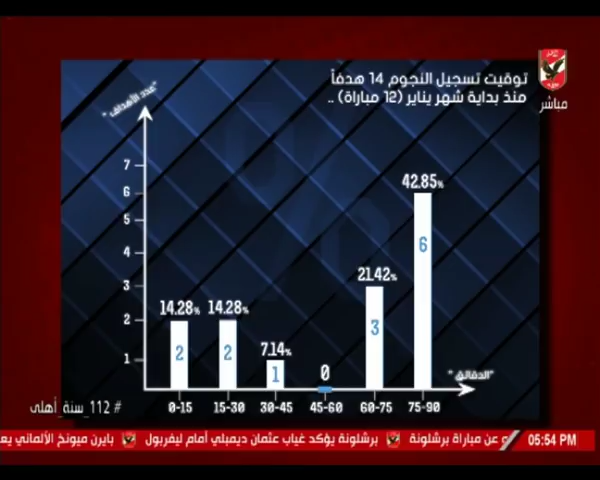 توقيت تسجيل النجوم 14 هدفاً
منذ بداية شهر يناير (12 مباراة) ..
مباشر
"عدد الأهداف"
7
6
5
4
3
2
1
14.28%
2
14.28%
2
7.14%
1
0
21.42%
3
42.85%
6
"الدقائق"
0-15
15-30
30-45
45-60
60-75
75-90
# 112_سنة_أهلى
05:54 PM
عن مباراة برشلونة
برشلونة يؤكد غياب عثمان ديمبلي أمام ليفربول
بايرن ميونخ الألماني